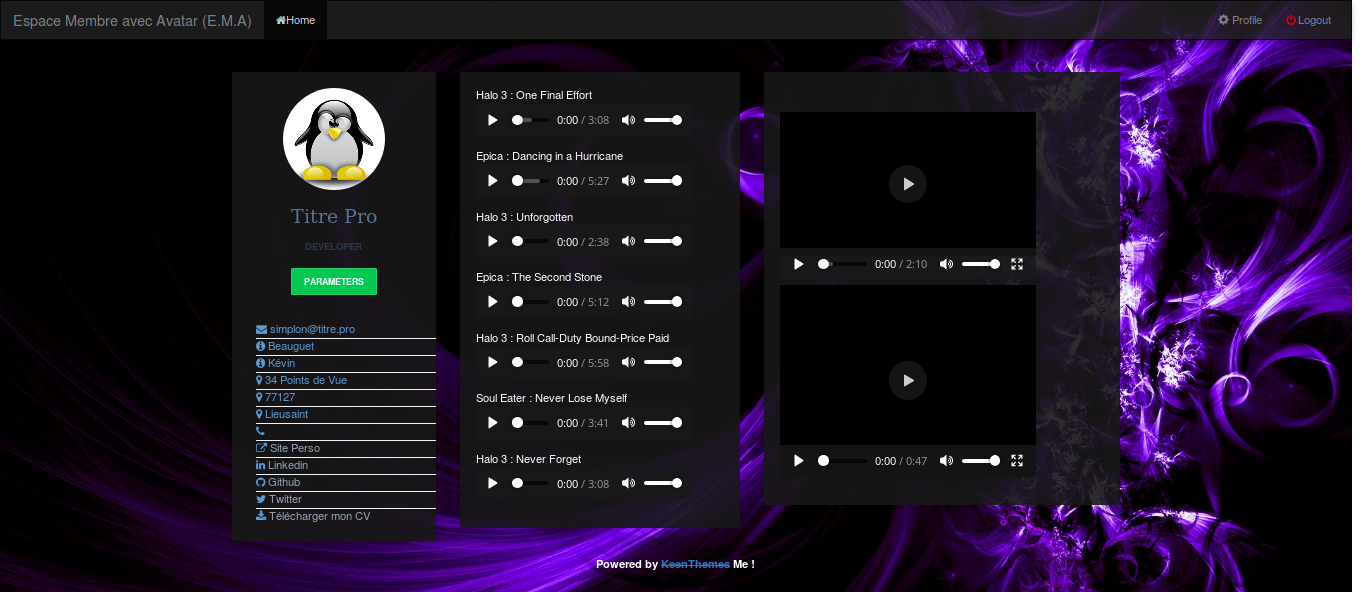 Espace Membre avec Avatar (E.M.A) Home Profile Logout
Titre Pro
DEVELOPER
PARAMETERS
simplon@titre.pro
Beauguet
Kévin
34 Points de Vue
77127
Lieusaint
Site Perso
Linkedin
Github
Twitter
Télécharger mon CV
Halo 3 : One Final Effort
0:00 / 3:08
Epica : Dancing in a Hurricane
0:00 / 5:27
Halo 3 : Unforgotten
0:00 / 2:38
Epica : The Second Stone
0:00 / 5:12
Halo 3 : Roll Call-Duty Bound-Price Paid
0:00 / 5:58
Soul Eater : Never Lose Myself
0:00 / 3:41
Halo 3 : Never Forget
0:00 / 3:08
0:00 / 2:10
0:00 / 0:47
Powered by KeenThemes Me !